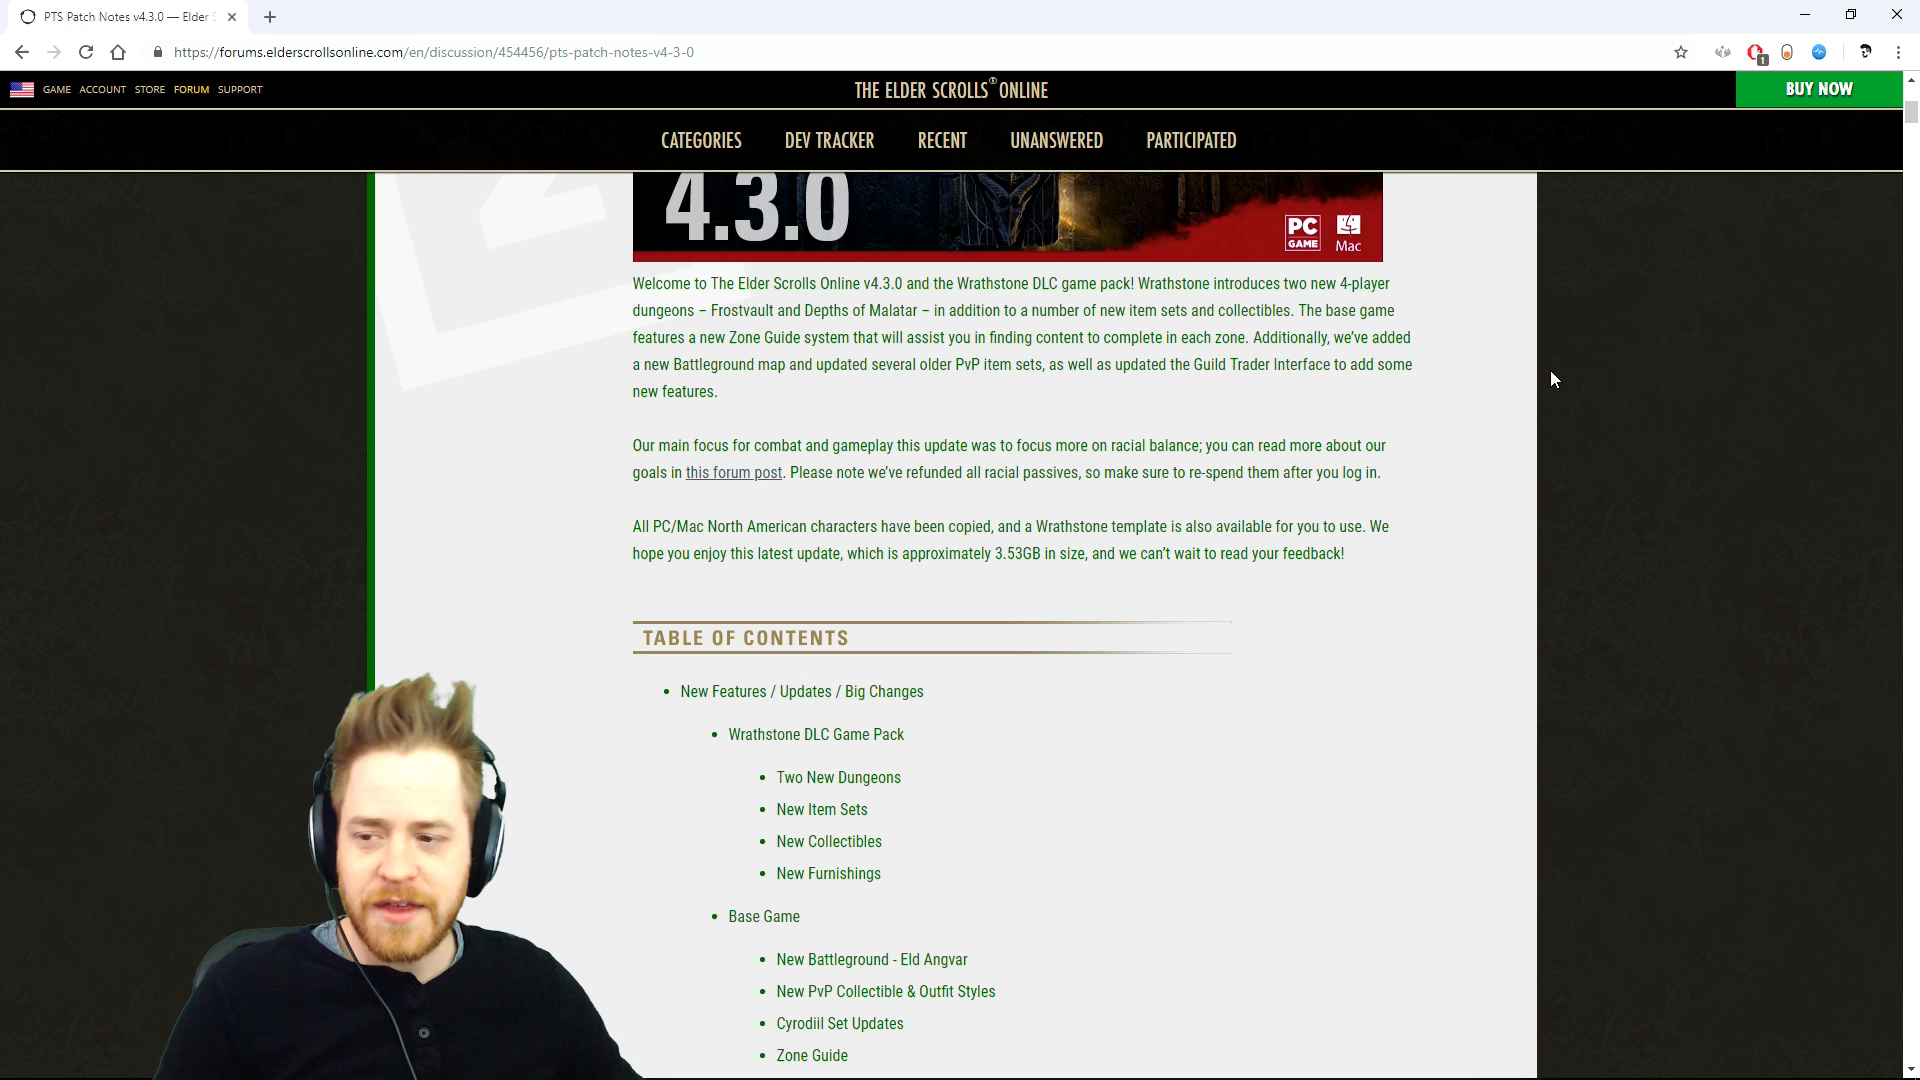 PTS Patch Notes v4.3.0 — Elder S
https://forums.elderscrollsonline.com/en/discussion/454456/pts-patch-notes-v4-3-0
1
GAME ACCOUNT STORE FORUM SUPPORT
THE ELDER SCROLLS ONLINE
BUY NOW
CATEGORIES DEV TRACKER RECENT UNANSWERED PARTICIPATED
4.3.0
PC
GAME
Mac
Welcome to The Elder Scrolls Online v4.3.0 and the Wrathstone DLC game pack! Wrathstone introduces two new 4-player
dungeons – Frostvault and Depths of Malatar – in addition to a number of new item sets and collectibles. The base game
features a new Zone Guide system that will assist you in finding content to complete in each zone. Additionally, we've added
a new Battleground map and updated several older PvP item sets, as well as updated the Guild Trader Interface to add some
new features.
Our main focus for combat and gameplay this update was to focus more on racial balance; you can read more about our
goals in this forum post. Please note we've refunded all racial passives, so make sure to re-spend them after you log in.
All PC/Mac North American characters have been copied, and a Wrathstone template is also available for you to use. We
hope you enjoy this latest update, which is approximately 3.53GB in size, and we can't wait to read your feedback!
TABLE OF CONTENTS
• New Features / Updates / Big Changes
• Wrathstone DLC Game Pack
• Two New Dungeons
• New Item Sets
• New Collectibles
• New Furnishings
• Base Game
• New Battleground - Eld Angvar
• New PvP Collectible & Outfit Styles
• Cyrodiil Set Updates
• Zone Guide